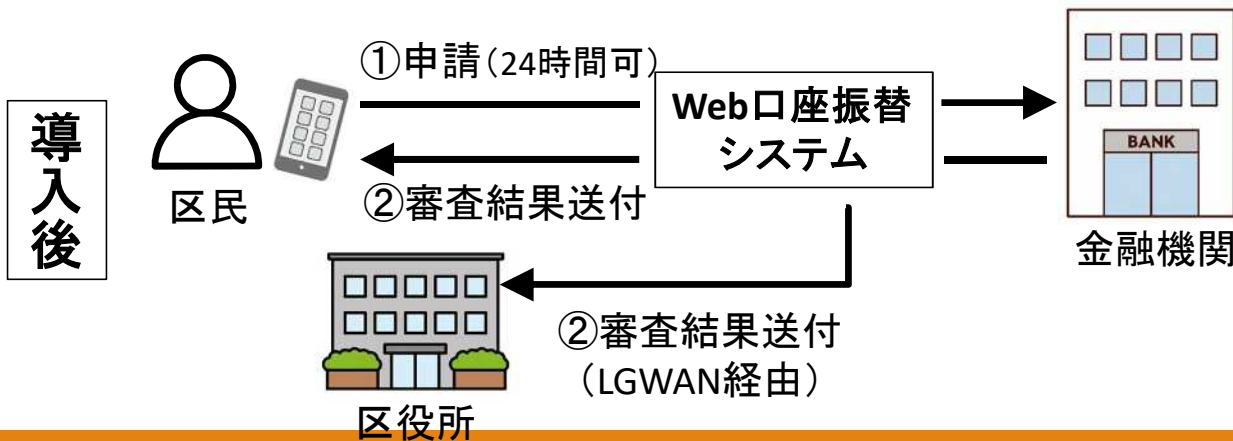 導入後
区民
①申請（24時間可）
②審査結果送付
Web口座振替
システム
BANK
金融機関
区役所
②審査結果送付
（LGWAN経由）